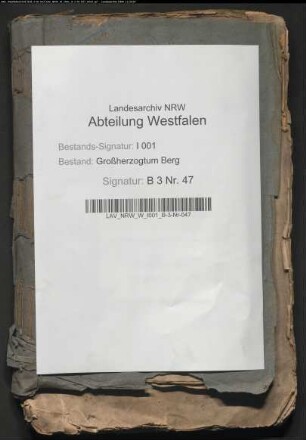 Landesarchiv NRW
Abteilung Westfalen
Bestands-Signatur: I 001
Bestand: Großherzogtum Berg
Signatur: B 3 Nr. 47
LAV_NRW_W_I001_B-3-Nr-047